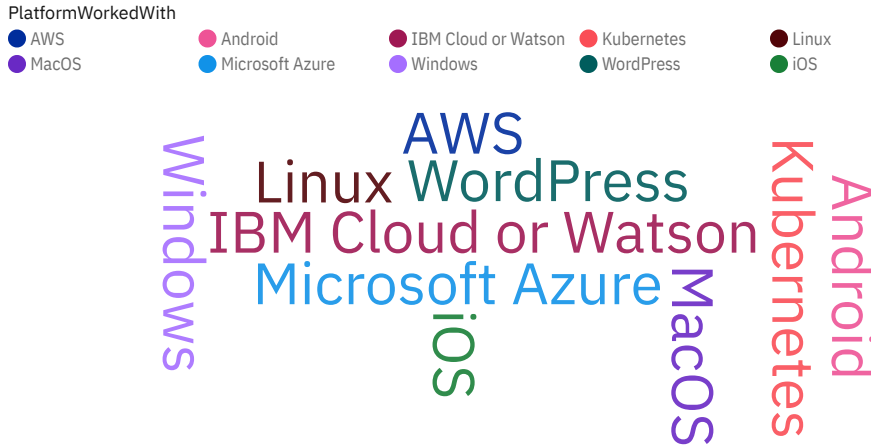 PlatformWorkedWith
AWS Android IBM Cloud or Watson Kubernetes Linux
MacOS Microsoft Azure Windows WordPress iOS
AWS
Linux WordPress
IBM Cloud or Watson
Microsoft Azure
Windows
iOS
MacOS
Kubernetes
Android